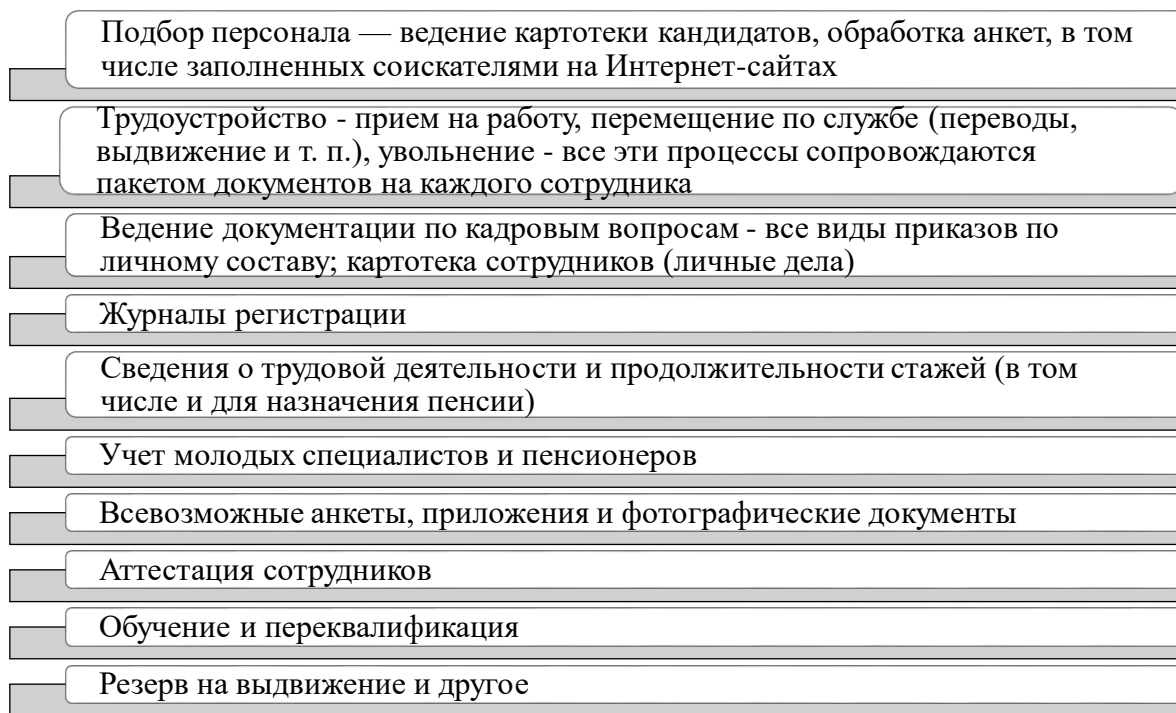 Подбор персонала — ведение картотеки кандидатов, обработка анкет, в том
числе заполненных соискателями на Интернет-сайтах
Трудоустройство - прием на работу, перемещение по службе (переводы,
выдвижение и т. п.), увольнение - все эти процессы сопровождаются
пакетом документов на каждого сотрудника
Ведение документации по кадровым вопросам - все виды приказов по
личному составу; картотека сотрудников (личные дела)
Журналы регистрации
Сведения о трудовой деятельности и продолжительности стажей (в том
числе и для назначения пенсии)
Учет молодых специалистов и пенсионеров
Всевозможные анкеты, приложения и фотографические документы
Аттестация сотрудников
Обучение и переквалификация
Резерв на выдвижение и другое